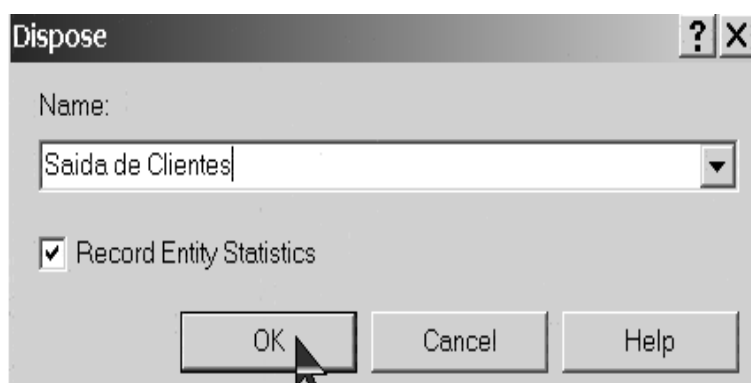 Dispose ? X
Name:
Saida de Clientes
Record Entity Statistics
OK Cancel Help